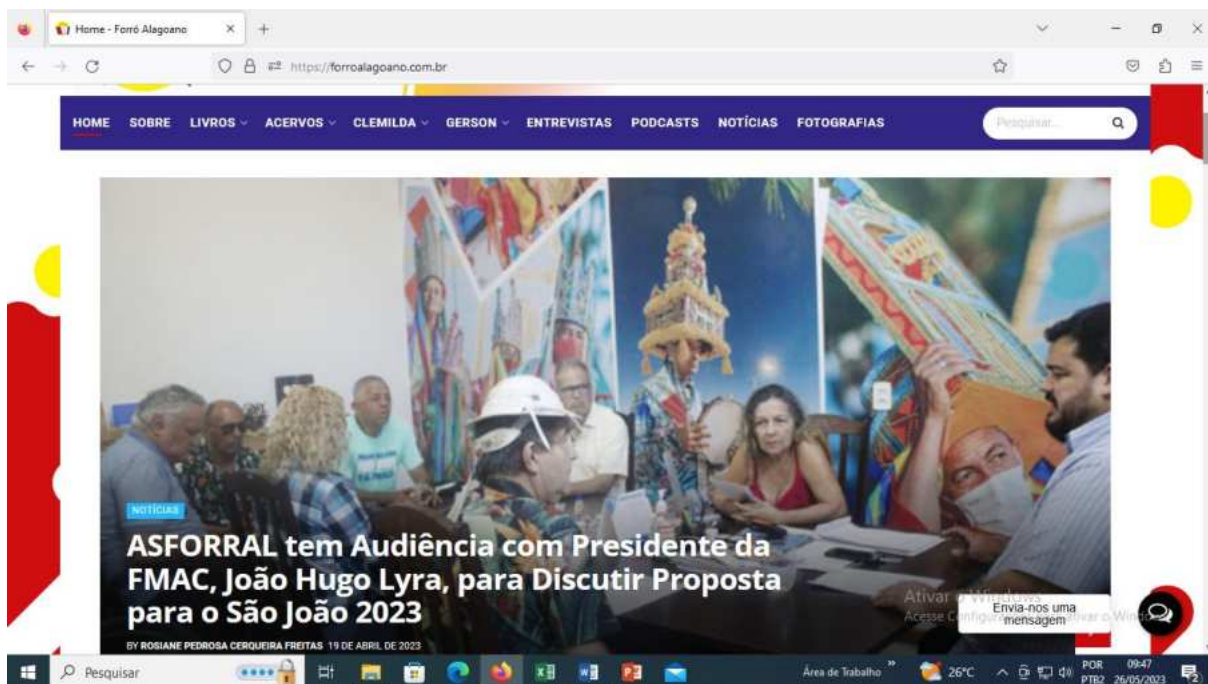 Home - Forró Alagoano
https://forroalagoano.com.br
HOME SOBRE LIVROS ACERVOS CLEMILDA GERSON ENTREVISTAS PODCASTS NOTÍCIAS FOTOGRAFIAS
Pesquisar...
NOTÍCIAS
ASFORRAL tem Audiência com Presidente da
FMAC, João Hugo Lyra, para Discutir Proposta
para o São João 2023
BY ROSIANE PEDROSA CERQUEIRA FREITAS 19 DE ABRIL DE 2023
Ativar o Windows
Envia-nos uma
mensagem
Pesquisar
Área de Trabalho
26°C
POR
PTB2
09:47
26/05/2023